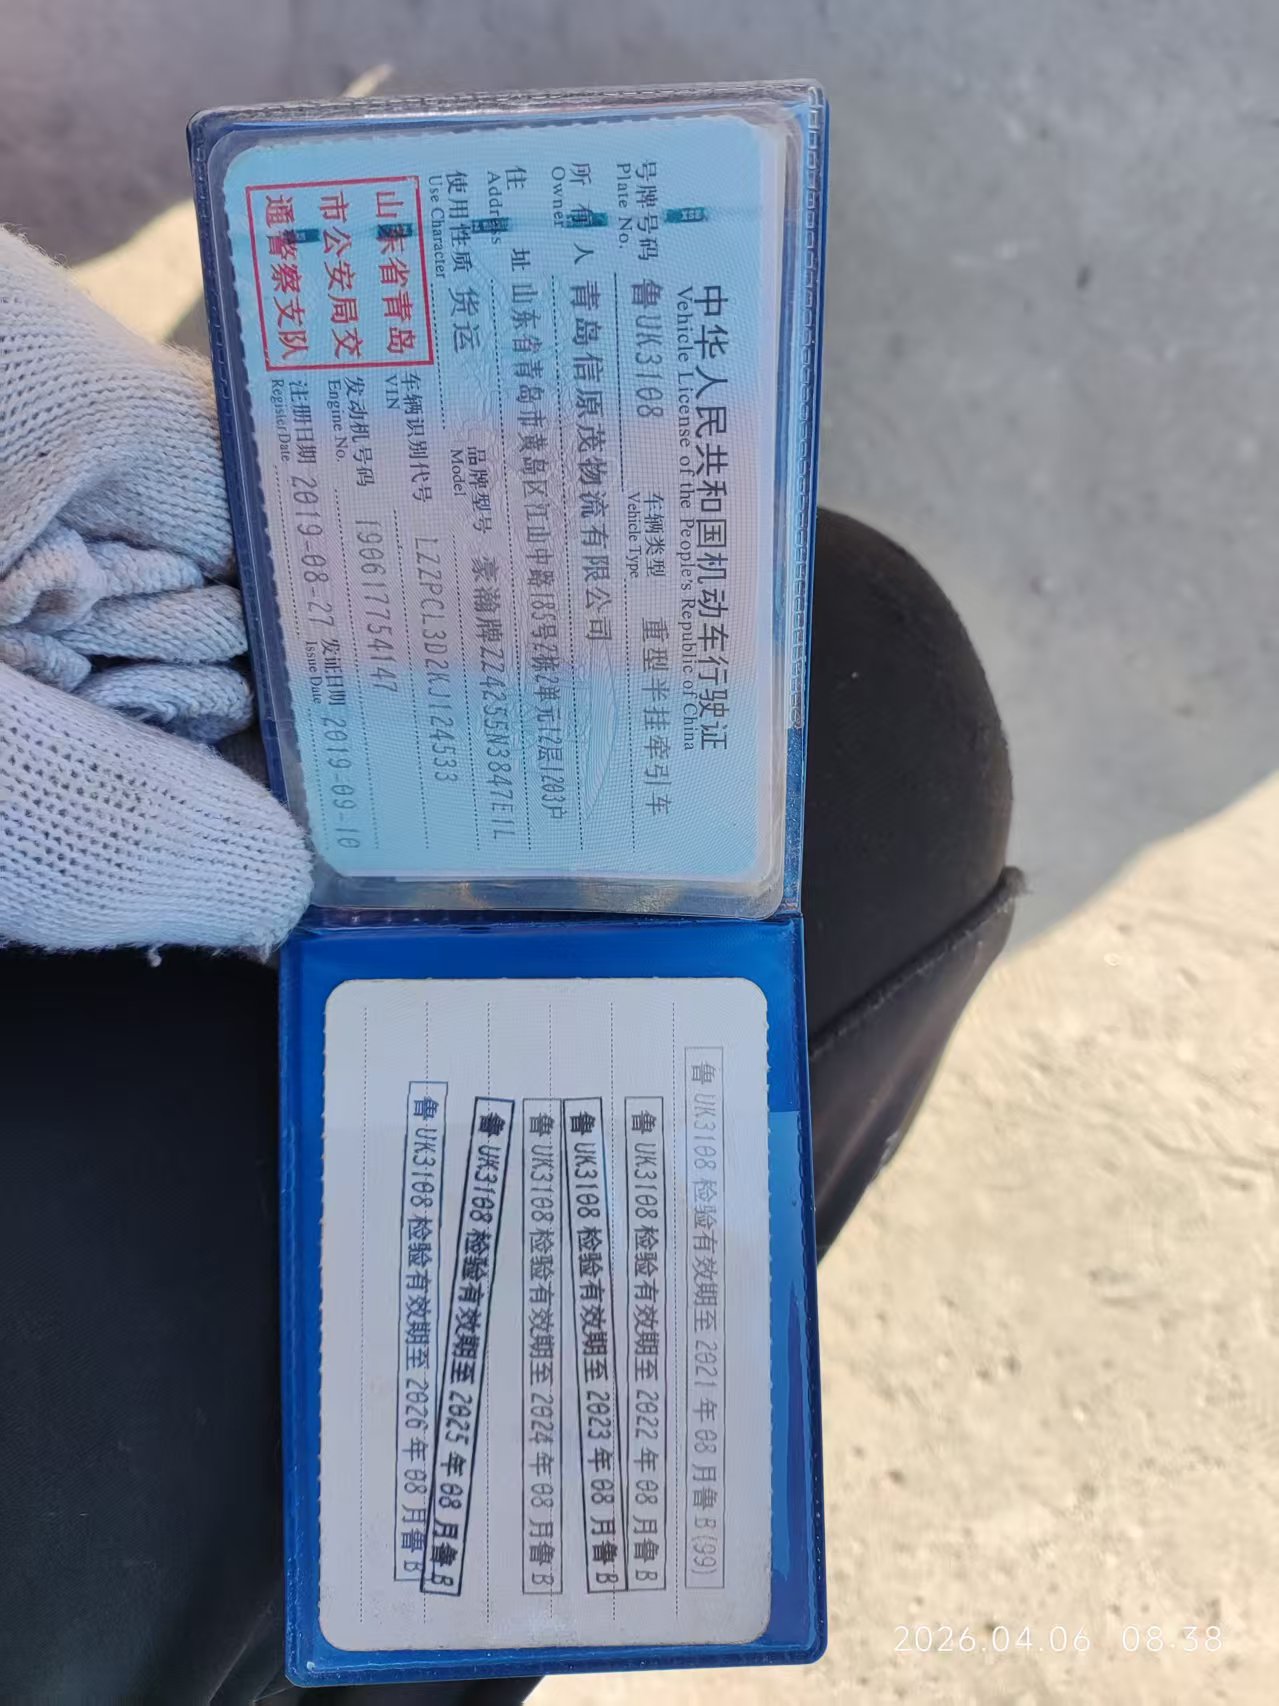 中华人民共和国机动车行驶证
Vehicle License of the People's Republic of China
号牌号码 鲁UK3108 车辆类型 重型半挂牵引车
Plate No. Vehicle Type
所有人 青岛信原茂物流有限公司
Owner
住址 山东省青岛市黄岛区江山中路185号2栋2单元12层1203户
Address
使用性质 货运 品牌型号 豪瀚牌ZZ4255N3847E1L
Use Character Model
山东省青岛
市公安局交
通警察支队
车辆识别代号 LZZPCL3D2KJ124533
VIN
发动机号码 190617754147
Engine No.
注册日期 2019-08-27 发证日期 2019-09-10
Register Date Issue Date
鲁UK3108检验有效期至2021年08月鲁B(99)
鲁UK3108检验有效期至2022年08月鲁B
鲁UK3108检验有效期至2023年08月鲁B
鲁UK3108检验有效期至2024年08月鲁B
鲁UK3108检验有效期至2025年08月鲁B
鲁UK3108检验有效期至2026年08月鲁B
2026.04.06 08:38